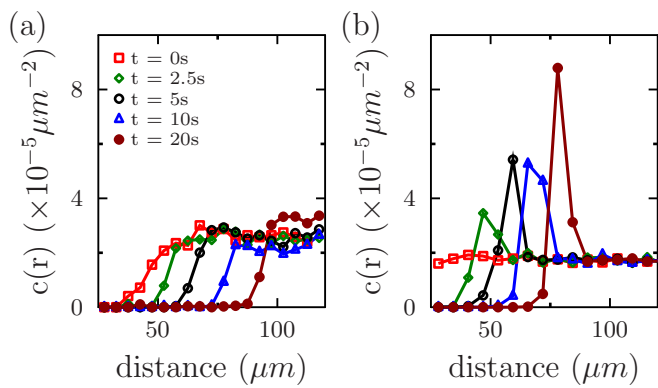 (a)
(b)
c(r) (×10⁻⁵μm⁻²)
8
4
0
t = 0s
t = 2.5s
t = 5s
t = 10s
t = 20s
50
100
distance (μm)
c(r) (×10⁻⁵μm⁻²)
8
4
0
50
100
distance (μm)